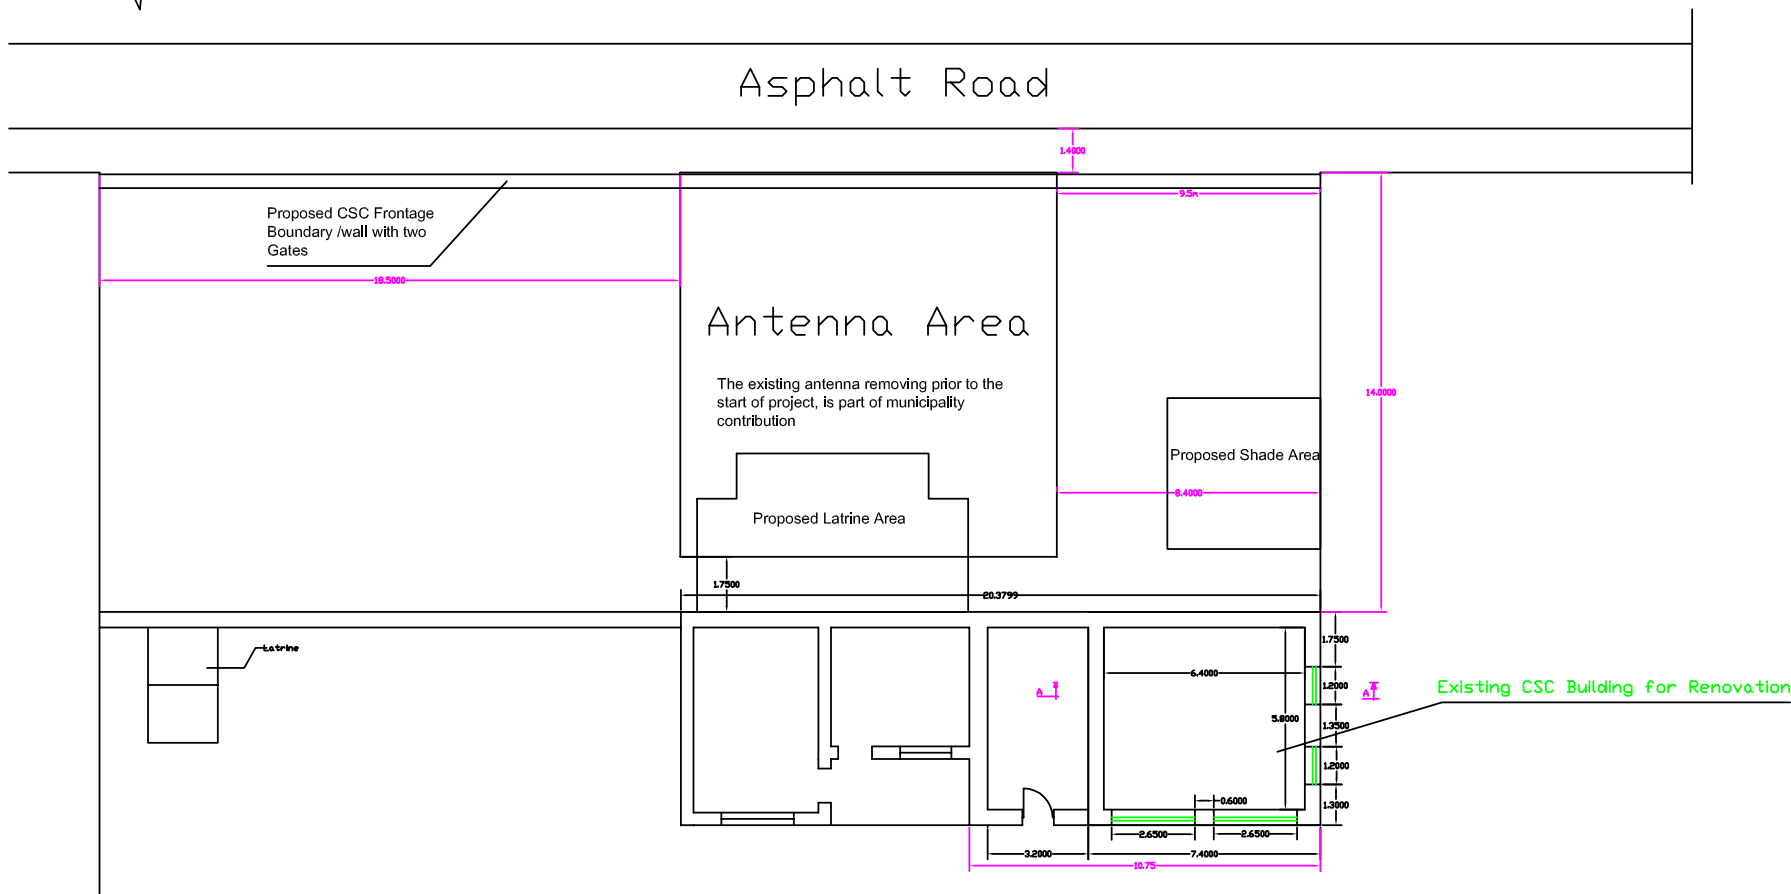 Asphalt Road
1.4000
9.5m
Proposed CSC Frontage
Boundary /wall with two
Gates
18.5000
Antenna Area
The existing antenna removing prior to the
start of project, is part of municipality
contribution
14.0000
Proposed Shade Area
8.4000
Proposed Latrine Area
1.7500
20.3799
Latrine
1.7500
6.4000
A
1.2000
A
Existing CSC Building for Renovation
5.8000
1.3500
1.2000
0.6000
1.3000
2.6500
2.6500
3.2000
7.4000
10.75